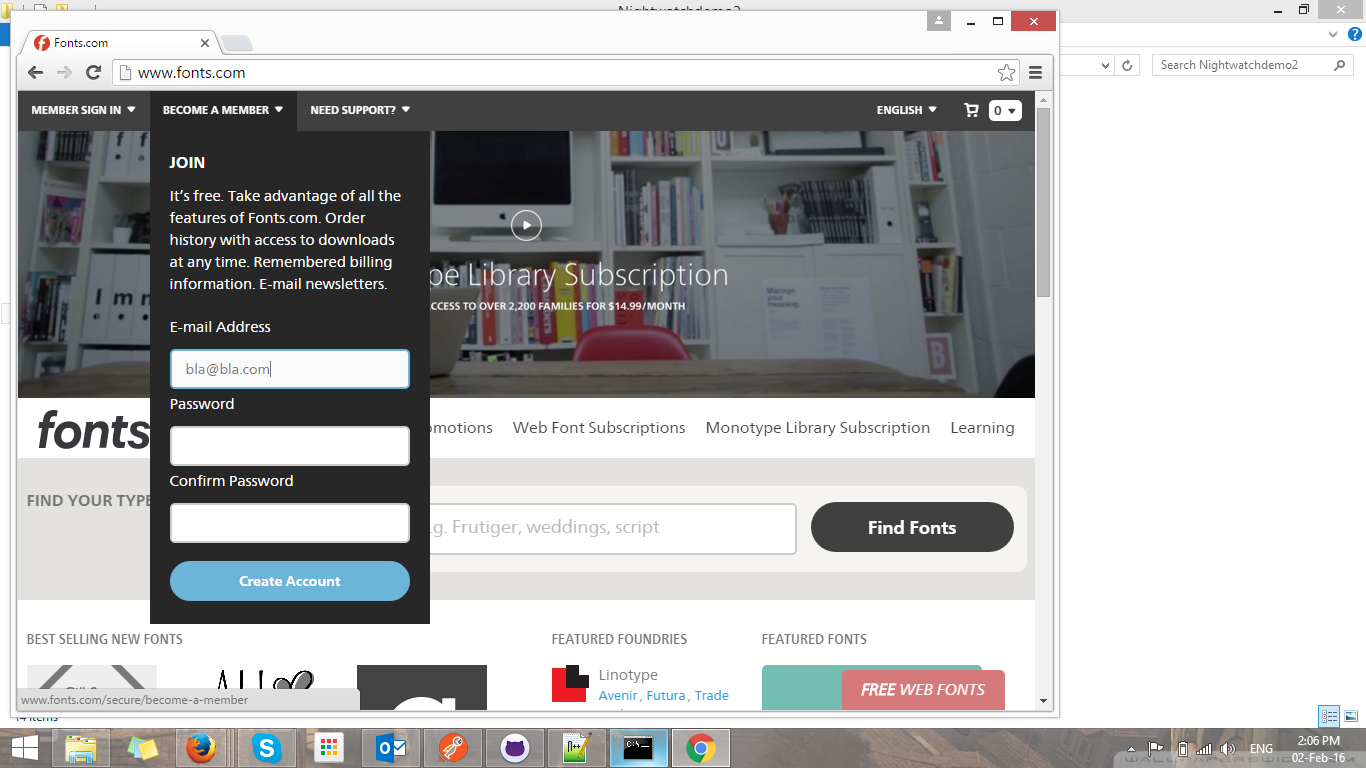 Nightwatchdemo2
Fonts.com
www.fonts.com
Search Nightwatchdemo2
MEMBER SIGN IN
BECOME A MEMBER
NEED SUPPORT?
ENGLISH
0
JOIN
It’s free. Take advantage of all the
features of Fonts.com. Order
history with access to downloads
at any time. Remembered billing
information. E-mail newsletters.
E-mail Address
bla@bla.com
Password
Confirm Password
Create Account
pe Library Subscription
CCESS TO OVER 2,200 FAMILIES FOR $14.99/MONTH
Manage your meaning.
B
fonts
omotions
Web Font Subscriptions
Monotype Library Subscription
Learning
FIND YOUR TYPE
.g. Frutiger, weddings, script
Find Fonts
BEST SELLING NEW FONTS
FEATURED FOUNDRIES
FEATURED FONTS
Linotype
Avenir, Futura, Trade
FREE WEB FONTS
www.fonts.com/secure/become-a-member
14 items
ENG
2:06 PM
02-Feb-16